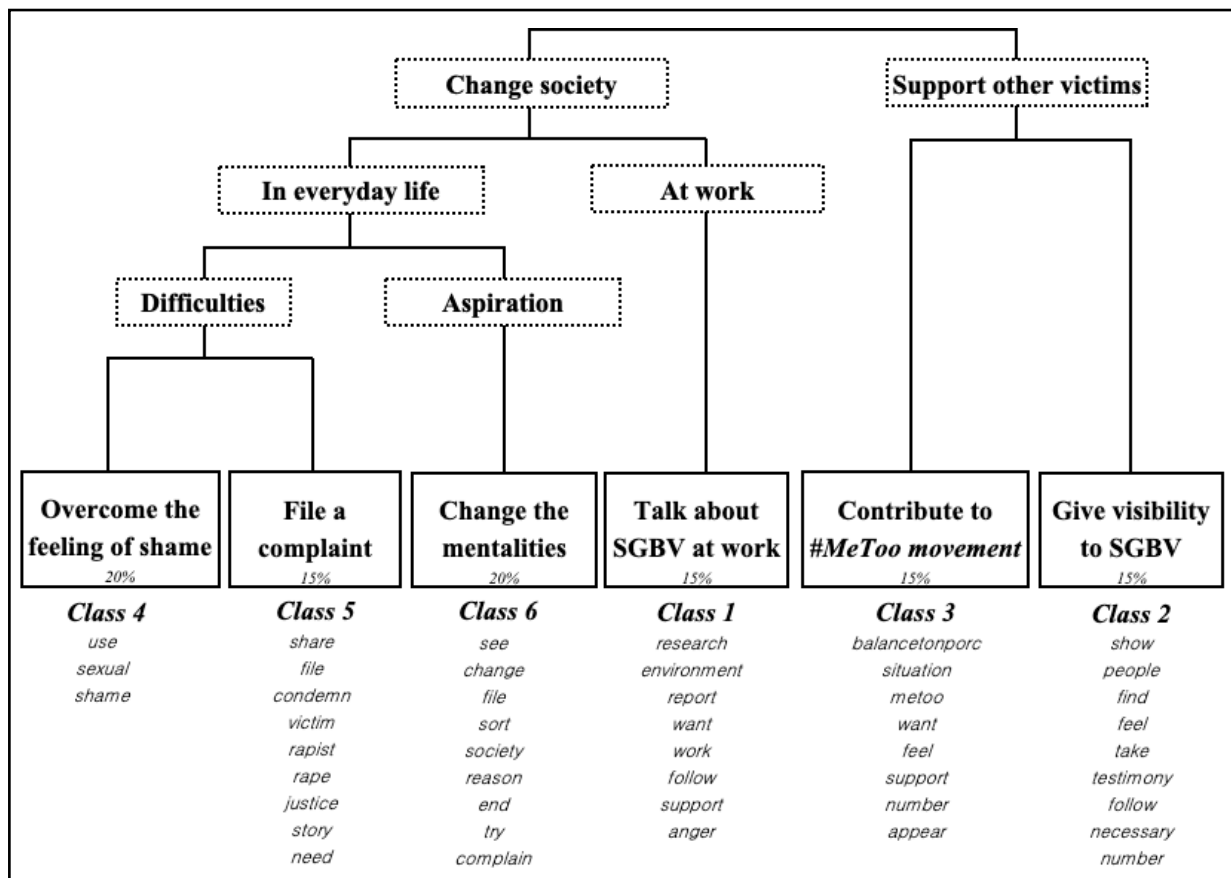 Change society
Support other victims
In everyday life
At work
Difficulties
Aspiration
Overcome the
feeling of shame
20%
Class 4
use
sexual
shame
File a
complaint
15%
Class 5
share
file
condemn
victim
rapist
rape
justice
story
need
Change the
mentalities
20%
Class 6
see
change
file
sort
society
reason
end
try
complain
Talk about
SGBV at work
15%
Class 1
research
environment
report
want
work
follow
support
anger
Contribute to
#MeToo movement
15%
Class 3
balancetonporc
situation
metoo
want
feel
support
number
appear
Give visibility
to SGBV
15%
Class 2
show
people
find
feel
take
testimony
follow
necessary
number